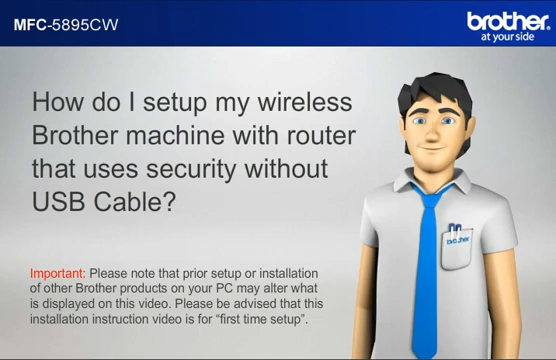 MFC-5895CW
brother®
at your side
How do I setup my wireless
Brother machine with router
that uses security without
USB Cable?
Important: Please note that prior setup or installation
of other Brother products on your PC may alter what
is displayed on this video. Please be advised that this
installation instruction video is for “first time setup”.
brother